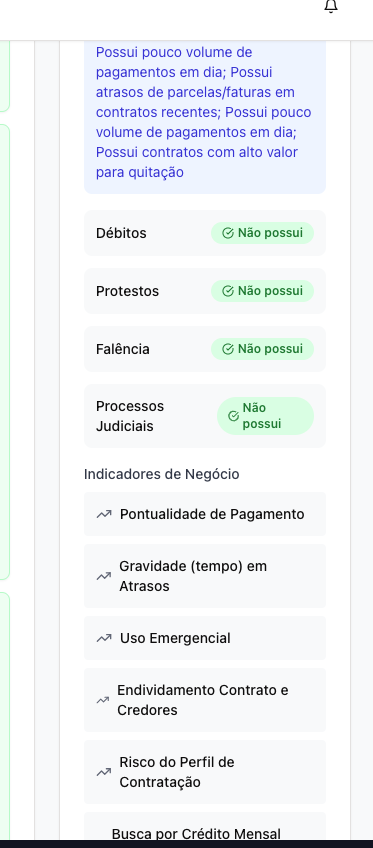 Possui pouco volume de
pagamentos em dia; Possui
atrasos de parcelas/faturas em
contratos recentes; Possui pouco
volume de pagamentos em dia;
Possui contratos com alto valor
para quitação
Débitos
Não possui
Protestos
Não possui
Falência
Não possui
Processos
Judiciais
Não
possui
Indicadores de Negócio
Pontualidade de Pagamento
Gravidade (tempo) em
Atrasos
Uso Emergencial
Endividamento Contrato e
Credores
Risco do Perfil de
Contratação
Busca por Crédito Mensal